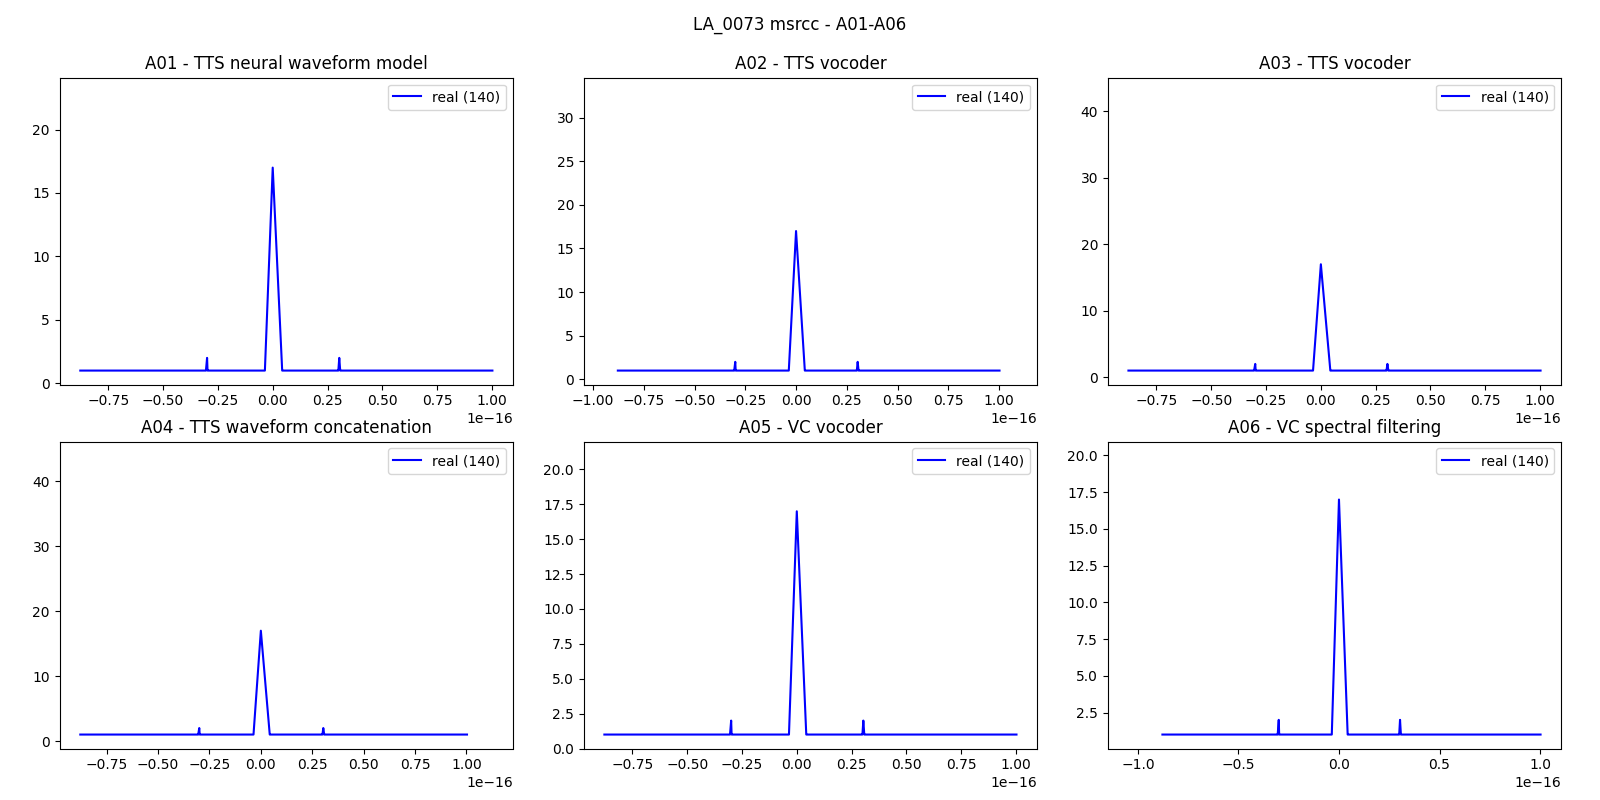 LA_0073 msrcc - A01-A06
A01 - TTS neural waveform model
A02 - TTS vocoder
A03 - TTS vocoder
real (140)
real (140)
real (140)
20
15
10
5
0
30
25
20
15
10
5
0
40
30
20
10
0
−0.75 −0.50 −0.25 0.00 0.25 0.50 0.75 1.00
1e−16
−1.00 −0.75 −0.50 −0.25 0.00 0.25 0.50 0.75 1.00
1e−16
−0.75 −0.50 −0.25 0.00 0.25 0.50 0.75 1.00
1e−16
A04 - TTS waveform concatenation
A05 - VC vocoder
A06 - VC spectral filtering
real (140)
real (140)
real (140)
40
30
20
10
0
20.0
17.5
15.0
12.5
10.0
7.5
5.0
2.5
0.0
20.0
17.5
15.0
12.5
10.0
7.5
5.0
2.5
−0.75 −0.50 −0.25 0.00 0.25 0.50 0.75 1.00
1e−16
−0.75 −0.50 −0.25 0.00 0.25 0.50 0.75 1.00
1e−16
−1.0 −0.5 0.0 0.5 1.0
1e−16